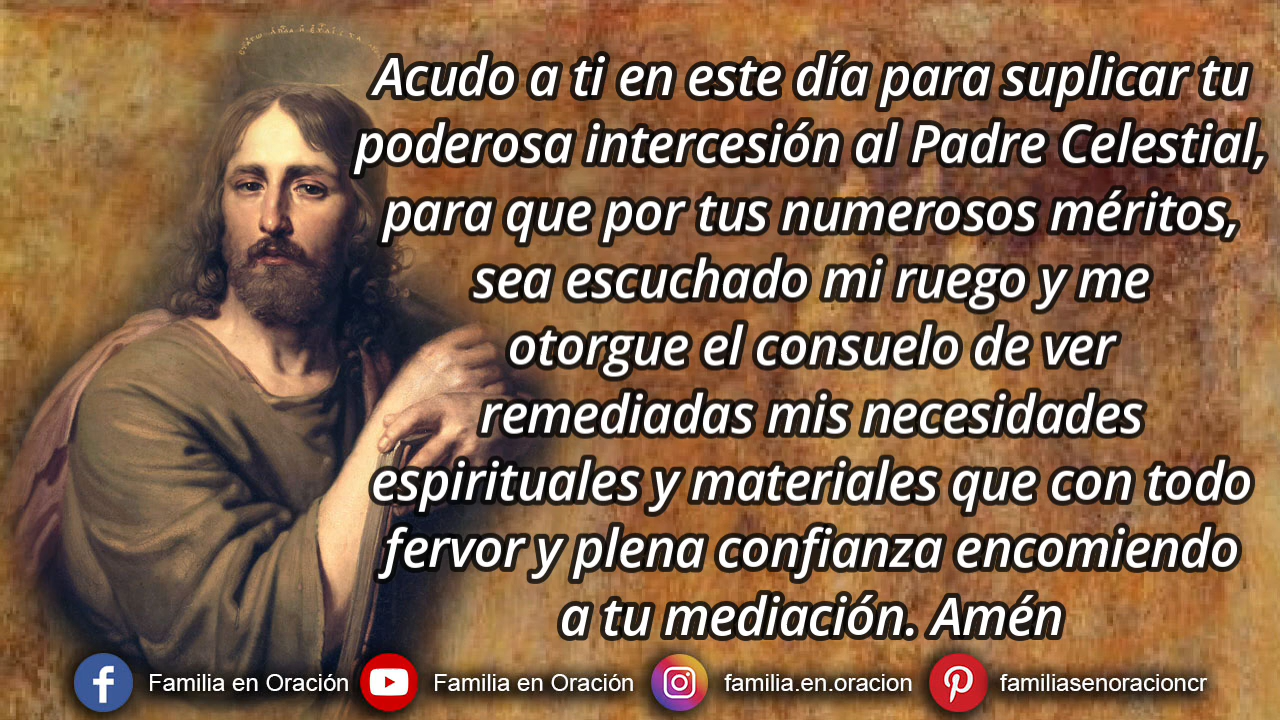 Acudo a ti en este día para suplicar tu
poderosa intercesión al Padre Celestial,
para que por tus numerosos méritos,
sea escuchado mi ruego y me
otorgue el consuelo de ver
remediadas mis necesidades
espirituales y materiales que con todo
fervor y plena confianza encomiendo
a tu mediación. Amén
Familia en Oración
Familia en Oración
familia.en.oracion
familiasenoracioncr